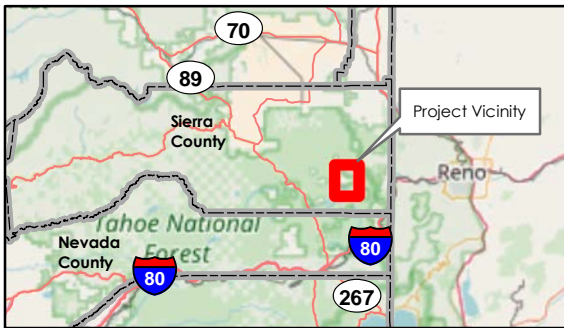 70
89
Sierra
County
Project Vicinity
Reno
Tahoe National
Forest
Nevada
County
80
80
267